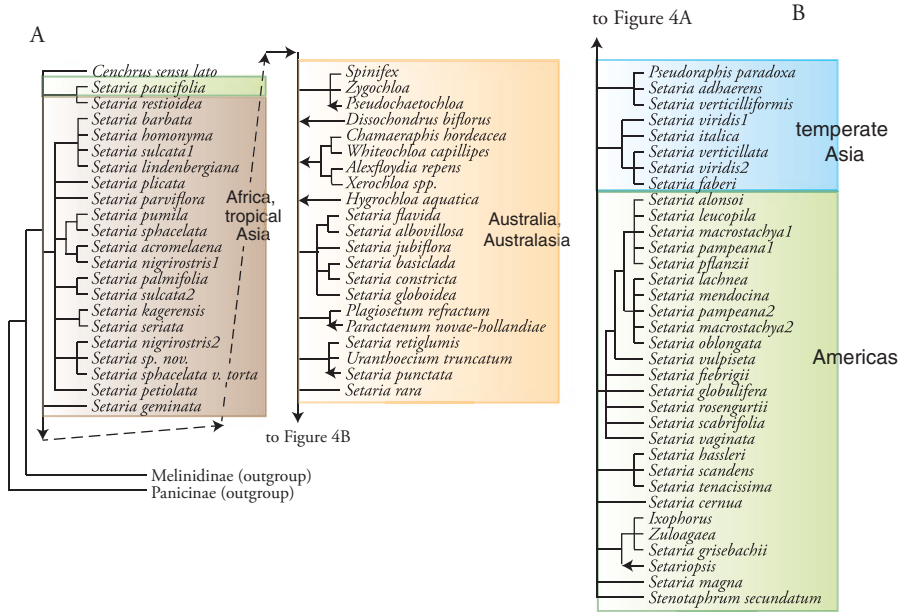 A
Cenchrus sensu lato
Setaria paucifolia
Setaria restioidea
Setaria barbata
Setaria homonyma
Setaria sulcata1
Setaria lindenbergiana
Setaria plicata
Setaria parviflora
Setaria pumila
Setaria sphacelata
Setaria acromelaena
Setaria nigrirostris1
Setaria palmifolia
Setaria sulcata2
Setaria kagerensis
Setaria seriata
Setaria nigrirostris2
Setaria sp. nov.
Setaria sphacelata v. torta
Setaria petiolata
Setaria geminata
Africa,
tropical
Asia
Melinidinae (outgroup)
Panicinae (outgroup)
Spinifex
Zygochloa
Pseudochaetochloa
Dissochondrus biflorus
Chamaeraphis hordeacea
Whiteochloa capillipes
Alexfloydia repens
Xerochloa spp.
Hygrochloa aquatica
Setaria flavida
Setaria albovillosa
Setaria jubiflora
Setaria basiclada
Setaria constricta
Setaria globoidea
Plagiosetum refractum
Paractaenum novae-hollandiae
Setaria retiglumis
Uranthoecium truncatum
Setaria punctata
Setaria rara
Australia,
Australasia
to Figure 4B
to Figure 4A
B
Pseudoraphis paradoxa
Setaria adhaerens
Setaria verticilliformis
Setaria viridis1
Setaria italica
Setaria verticillata
Setaria viridis2
Setaria faberi
temperate
Asia
Setaria alonsoi
Setaria leucopila
Setaria macrostachya1
Setaria pampeana1
Setaria pflanzii
Setaria lachnea
Setaria mendocina
Setaria pampeana2
Setaria macrostachya2
Setaria oblongata
Setaria vulpiseta
Setaria fiebrigii
Setaria globulifera
Setaria rosengurtii
Setaria scabrifolia
Setaria vaginata
Setaria hassleri
Setaria scandens
Setaria tenacissima
Setaria cernua
Ixophorus
Zuloagaea
Setaria grisebachii
Setariopsis
Setaria magna
Stenotaphrum secundatum
Americas